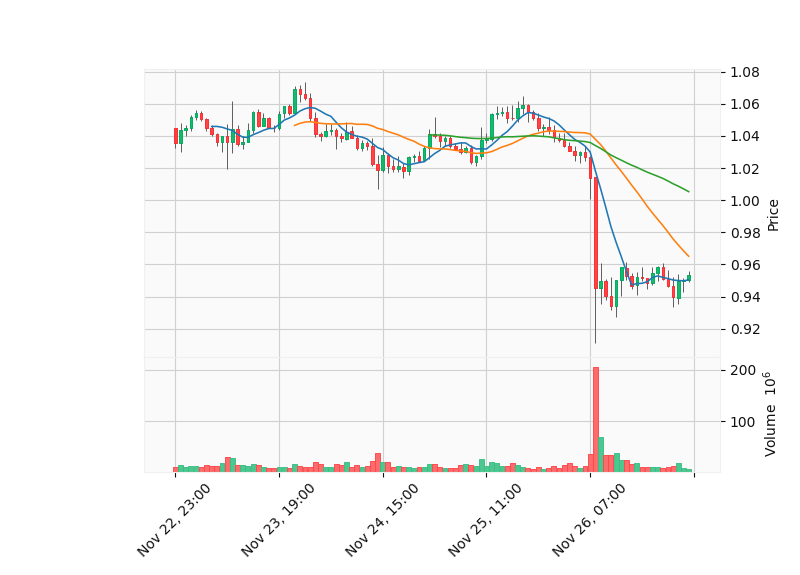 1.08
1.06
1.04
1.02
1.00
0.98
0.96
0.94
0.92
Price
200
100
Volume 10⁶
Nov 22, 23:00
Nov 23, 19:00
Nov 24, 15:00
Nov 25, 11:00
Nov 26, 07:00